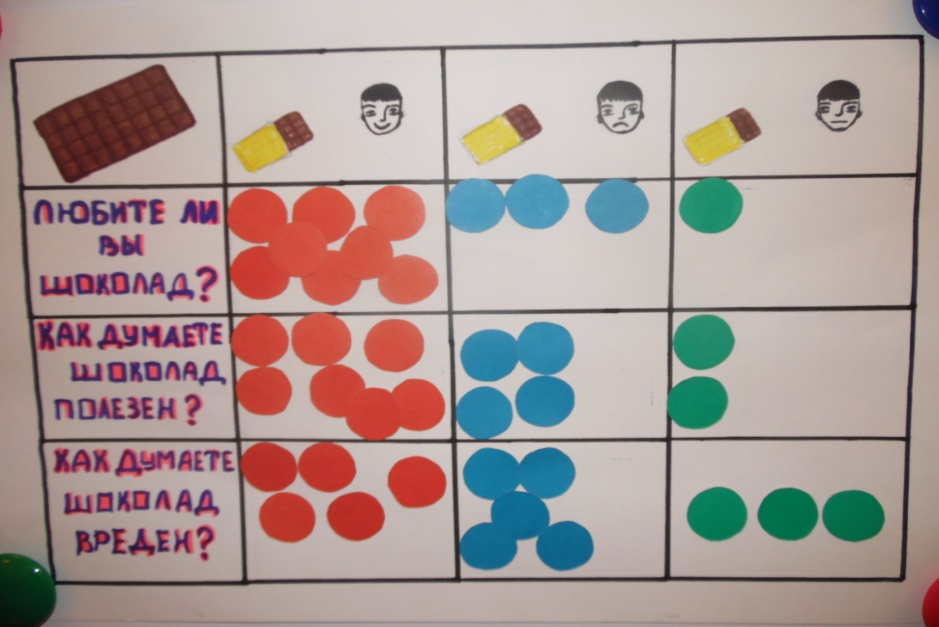 ЛЮБИТЕ ЛИ
ВЫ
ШОКОЛАД?
КАК ДУМАЕТЕ
ШОКОЛАД
ПОЛЕЗЕН?
КАК ДУМАЕТЕ
ШОКОЛАД
ВРЕДЕН?